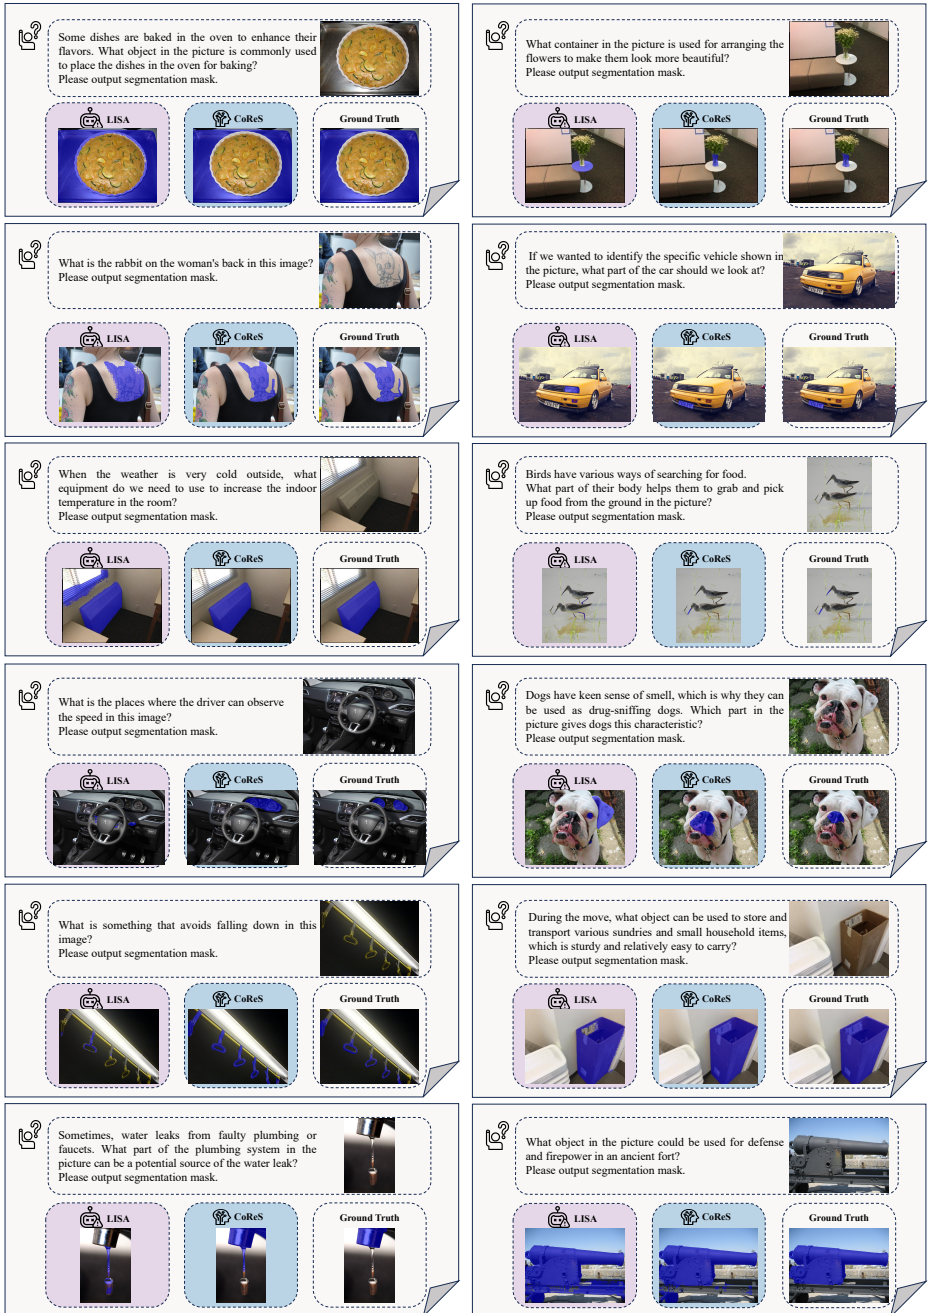 Some dishes are baked in the oven to enhance their
flavors. What object in the picture is commonly used
to place the dishes in the oven for baking?
Please output segmentation mask.
LISA
CoReS
Ground Truth
What container in the picture is used for arranging the
flowers to make them look more beautiful?
Please output segmentation mask.
LISA
CoReS
Ground Truth
What is the rabbit on the woman's back in this image?
Please output segmentation mask.
LISA
CoReS
Ground Truth
If we wanted to identify the specific vehicle shown in
the picture, what part of the car should we look at?
Please output segmentation mask.
LISA
CoReS
Ground Truth
When the weather is very cold outside, what
equipment do we need to use to increase the indoor
temperature in the room?
Please output segmentation mask.
LISA
CoReS
Ground Truth
Birds have various ways of searching for food.
What part of their body helps them to grab and pick
up food from the ground in the picture?
Please output segmentation mask.
LISA
CoReS
Ground Truth
What is the places where the driver can observe
the speed in this image?
Please output segmentation mask.
LISA
CoReS
Ground Truth
Dogs have keen sense of smell, which is why they can
be used as drug-sniffing dogs. Which part in the
picture gives dogs this characteristic?
Please output segmentation mask.
LISA
CoReS
Ground Truth
What is something that avoids falling down in this
image?
Please output segmentation mask.
LISA
CoReS
Ground Truth
During the move, what object can be used to store and
transport various sundries and small household items,
which is sturdy and relatively easy to carry?
Please output segmentation mask.
LISA
CoReS
Ground Truth
Sometimes, water leaks from faulty plumbing or
faucets. What part of the plumbing system in the
picture can be a potential source of the water leak?
Please output segmentation mask.
LISA
CoReS
Ground Truth
What object in the picture could be used for defense
and firepower in an ancient fort?
Please output segmentation mask.
LISA
CoReS
Ground Truth